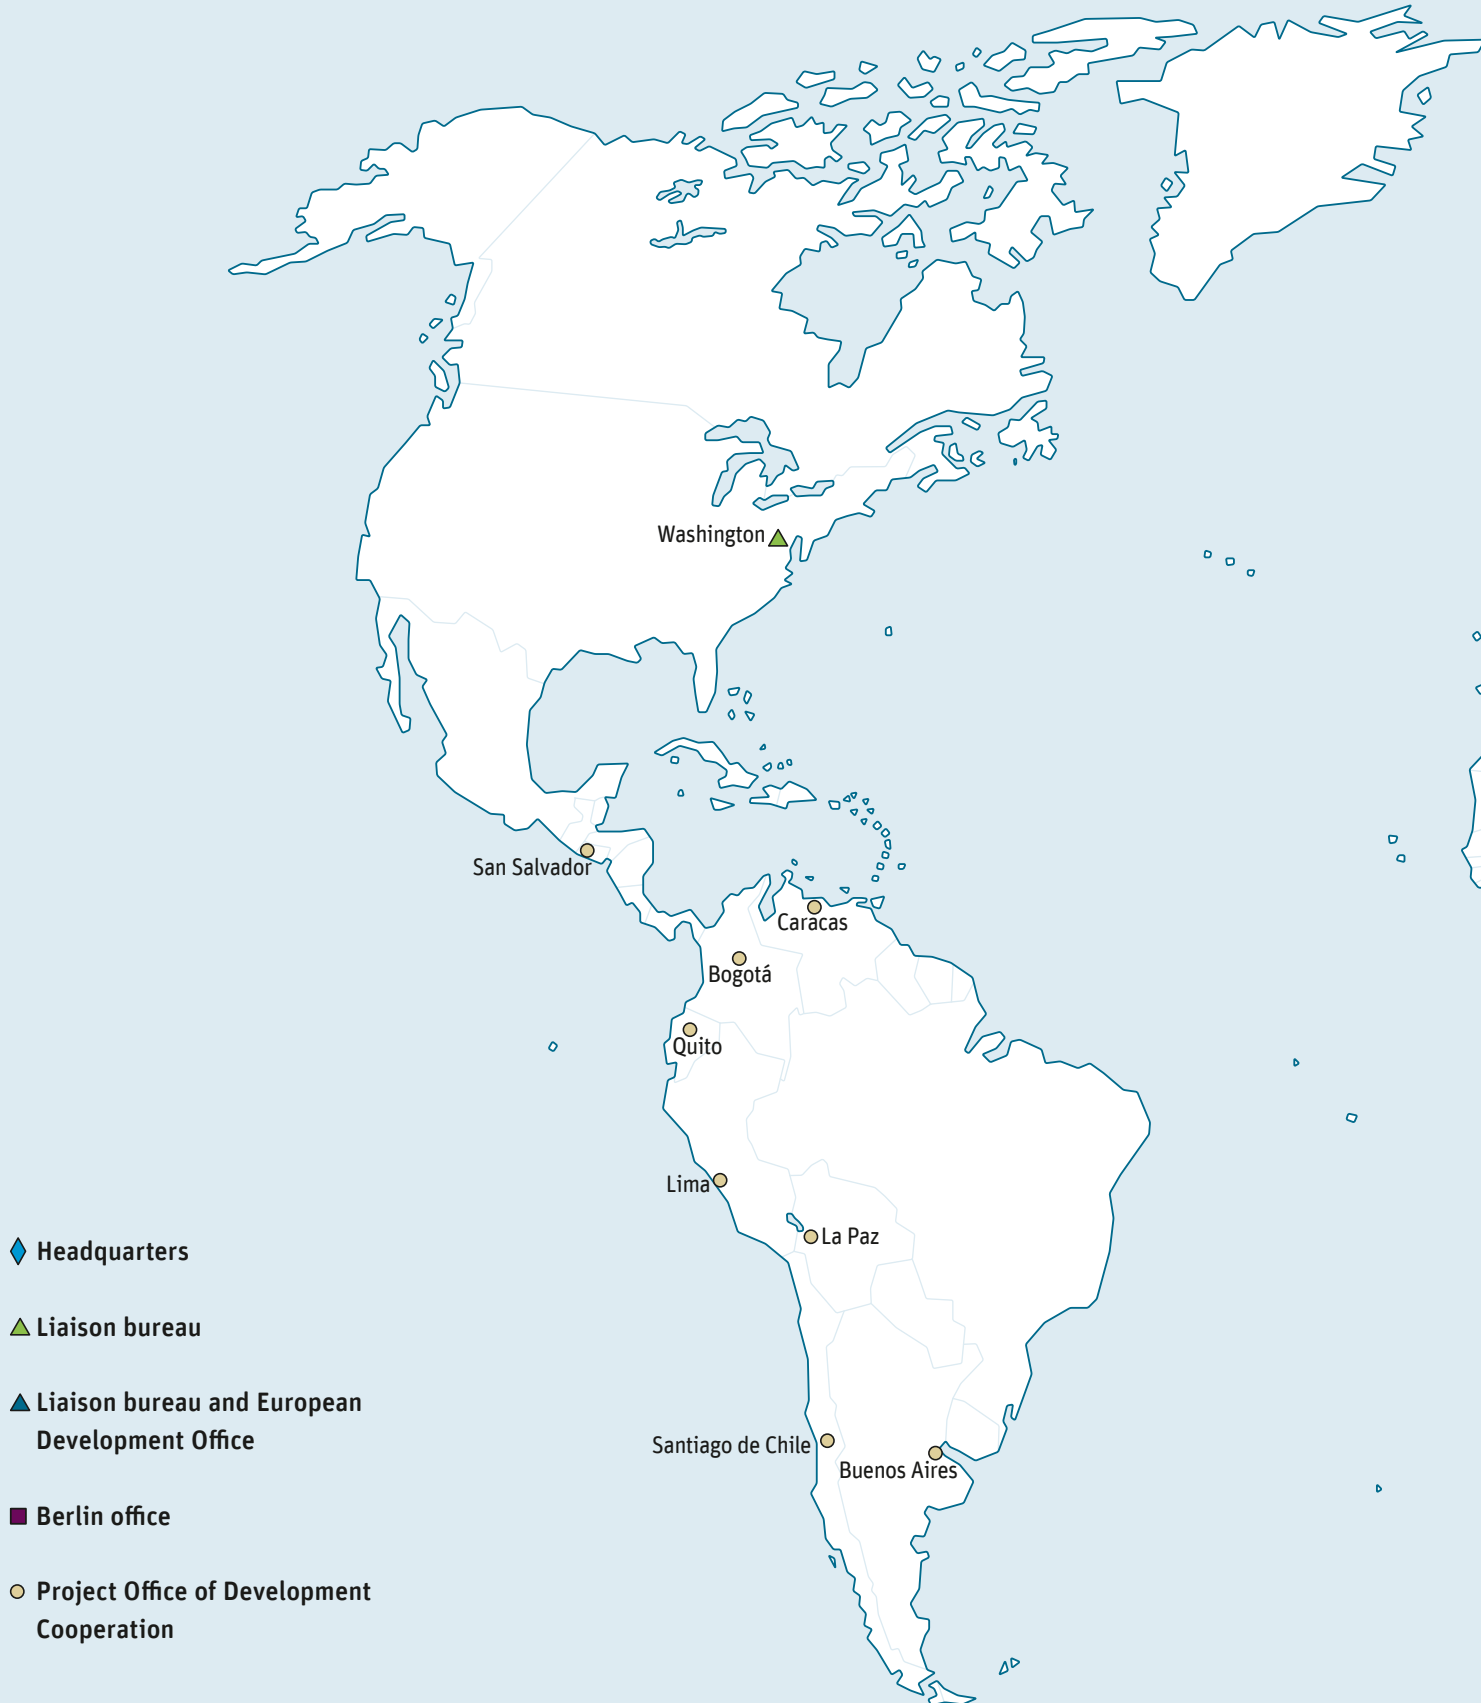 Washington
San Salvador
Caracas
Bogotá
Quito
Lima
La Paz
Headquarters
Liaison bureau
Liaison bureau and European
Development Office
Santiago de Chile
Buenos Aires
Berlin office
Project Office of Development
Cooperation